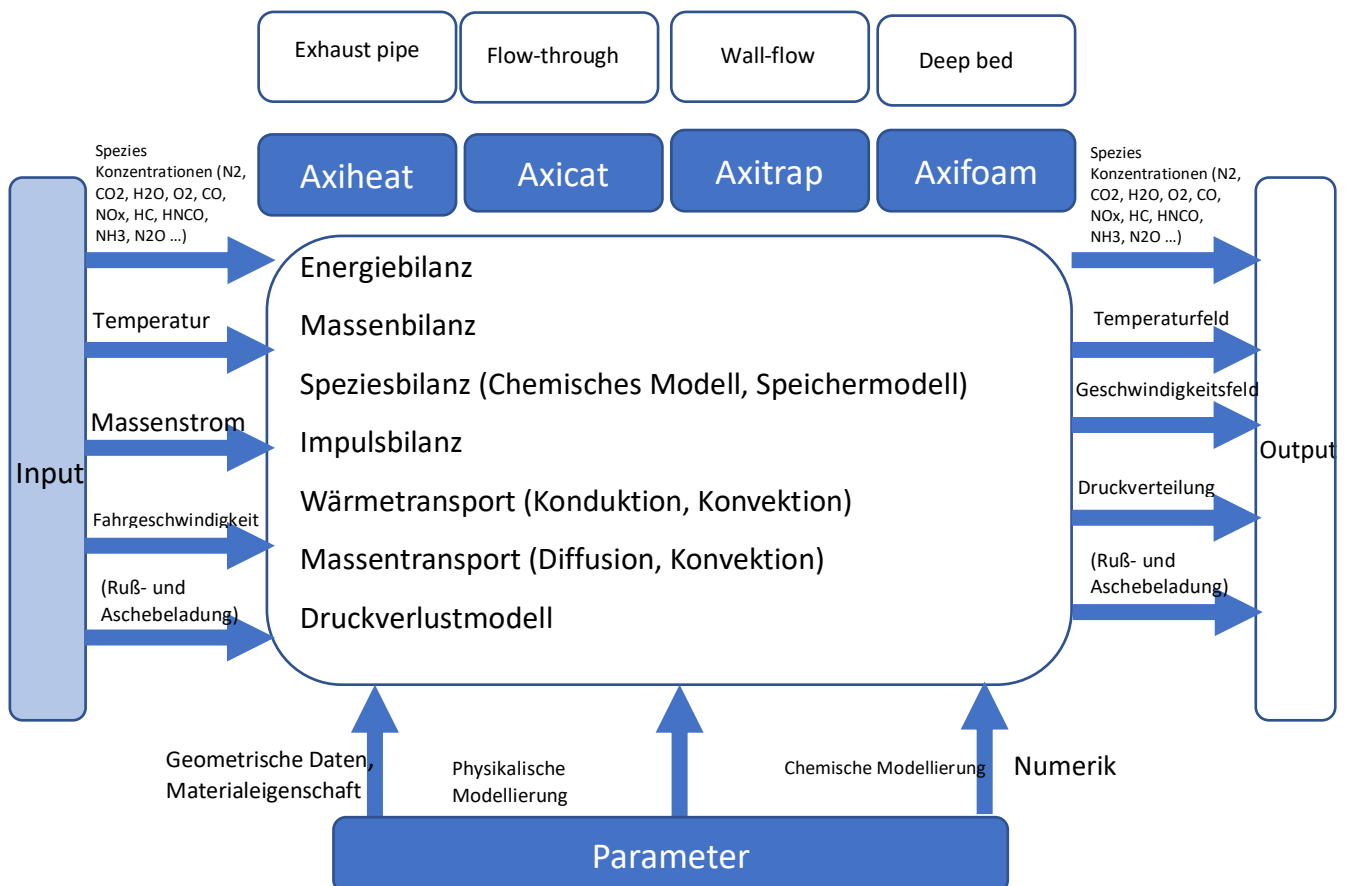 Exhaust pipe
Flow-through
Wall-flow
Deep bed
Axiheat
Axicat
Axitrap
Axifoam
Spezies
Konzentrationen (N2,
CO2, H2O, O2, CO,
NOx, HC, HNCO,
NH3, N2O ...)
Temperatur
Massenstrom
Input
Fahrgeschwindigkeit
(Ruß- und
Aschebeladung)
Energiebilanz
Massenbilanz
Speziesbilanz (Chemisches Modell, Speichermodell)
Impulsbilanz
Wärmetransport (Konduktion, Konvektion)
Massentransport (Diffusion, Konvektion)
Druckverlustmodell
Spezies
Konzentrationen (N2,
CO2, H2O, O2, CO,
NOx, HC, HNCO,
NH3, N2O ...)
Temperaturfeld
Geschwindigkeitsfeld
Output
Druckverteilung
(Ruß- und
Aschebeladung)
Geometrische Daten,
Materialeigenschaft
Physikalische
Modellierung
Chemische Modellierung
Numerik
Parameter